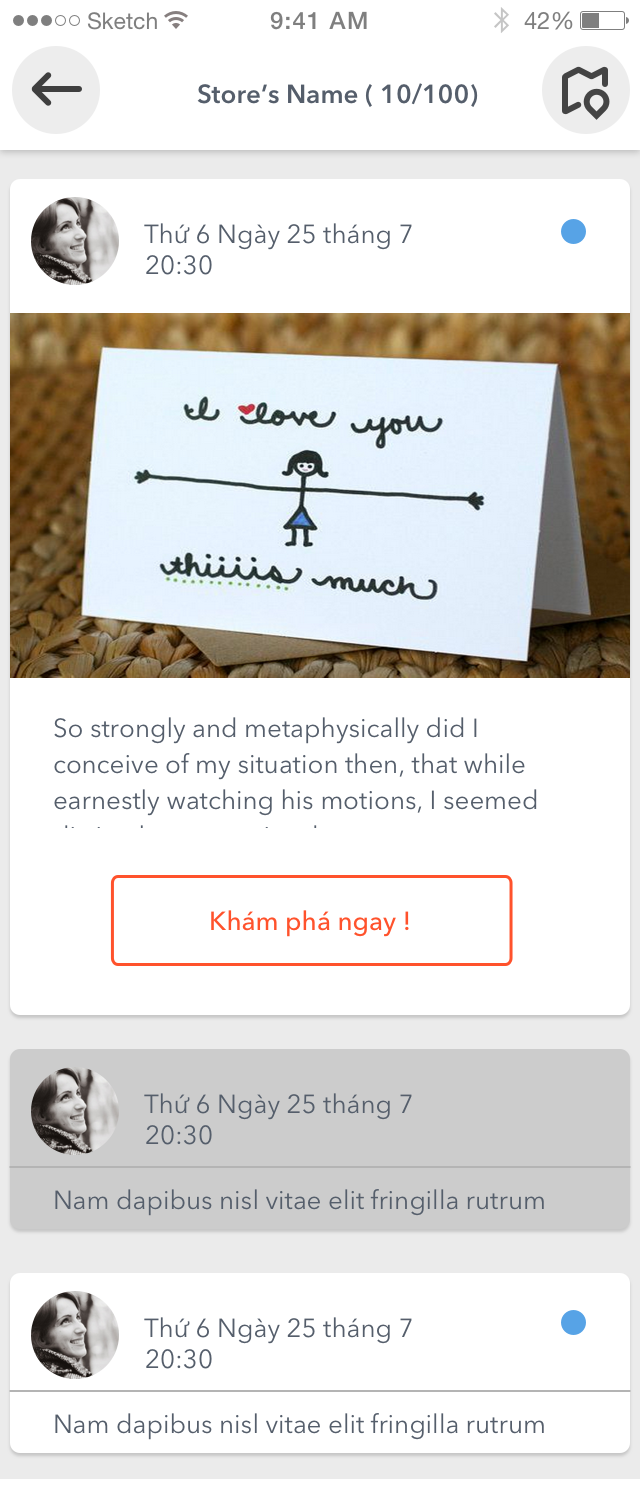 Sketch 9:41 AM 42%
Store’s Name ( 10/100)
Thứ 6 Ngày 25 tháng 7
20:30
I love you
thiiiis much
So strongly and metaphysically did I
conceive of my situation then, that while
earnestly watching his motions, I seemed
Khám phá ngay !
Thứ 6 Ngày 25 tháng 7
20:30
Nam dapibus nisl vitae elit fringilla rutrum
Thứ 6 Ngày 25 tháng 7
20:30
Nam dapibus nisl vitae elit fringilla rutrum